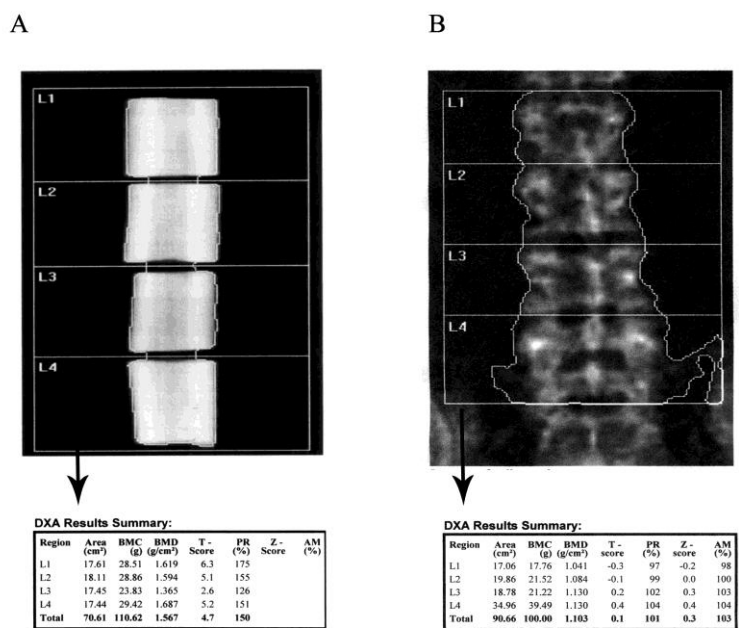 A
B
L1
L2
L3
L4
L1
L2
L3
L4
DXA Results Summary:
Region Area (cm²) BMC (g) BMD (g/cm²) T - Score PR (%) Z - Score AM (%)
L1 17.61 28.51 1.619 6.3 175
L2 18.11 28.86 1.594 5.1 155
L3 17.45 23.83 1.365 2.6 126
L4 17.44 29.42 1.687 5.2 151
Total 70.61 110.62 1.567 4.7 150
DXA Results Summary:
Region Area (cm²) BMC (g) BMD (g/cm²) T - score PR (%) Z - score AM (%)
L1 17.06 17.76 1.041 -0.3 97 -0.2 98
L2 19.86 21.52 1.084 -0.1 99 0.0 100
L3 18.78 21.22 1.130 0.2 102 0.3 103
L4 34.96 39.49 1.130 0.4 104 0.4 104
Total 90.66 100.00 1.103 0.1 101 0.3 103